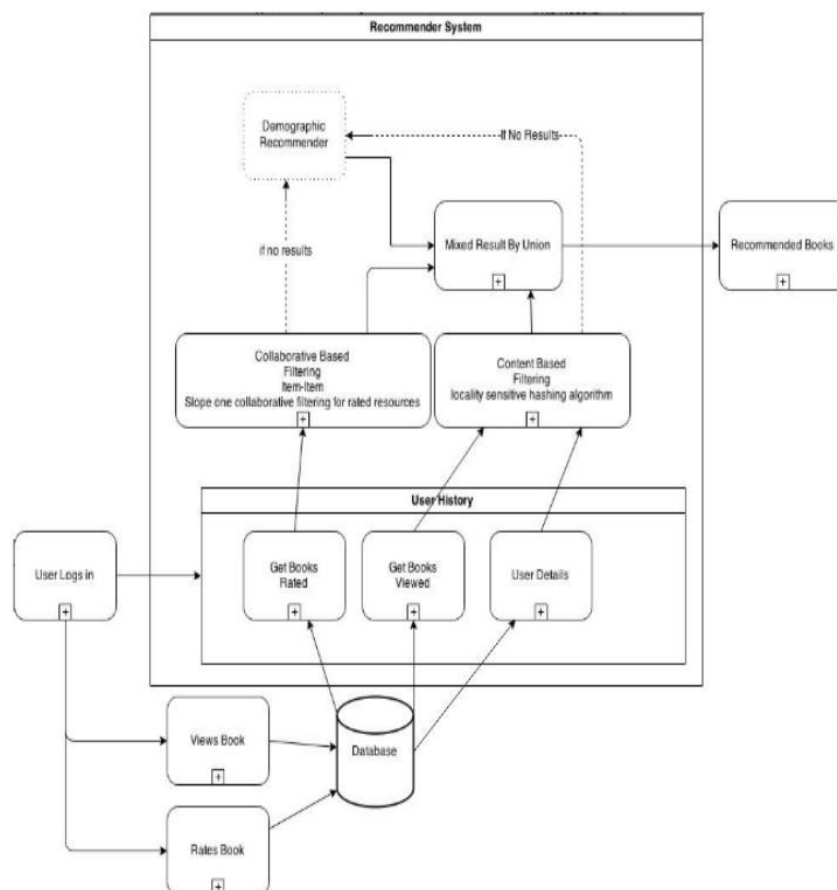 Recommender System
Demographic
Recommender
If No Results
Mixed Result By Union
Recommended Books
if no results
Collaborative Based
Filtering
Item-Item
Slope one collaborative filtering for rated resources
Content Based
Filtering
locality sensitive hashing algorithm
User History
User Logs in
Get Books
Rated
Get Books
Viewed
User Details
Views Book
Database
Rates Book